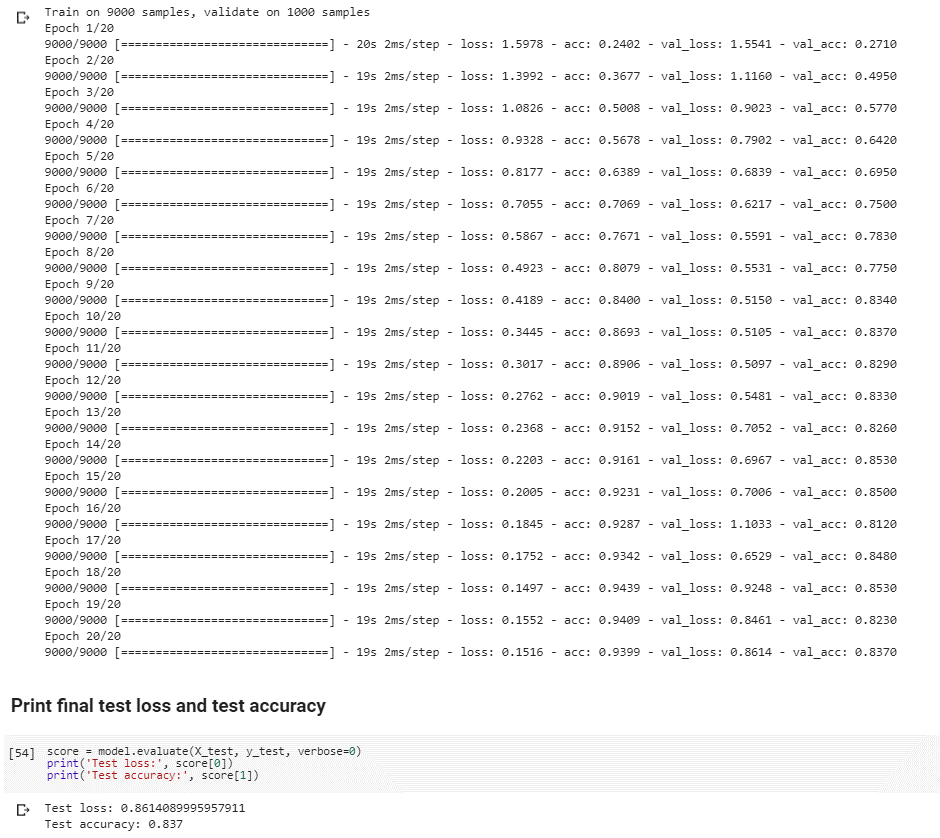 Train on 9000 samples, validate on 1000 samples
Epoch 1/20
9000/9000 [==============================] - 20s 2ms/step - loss: 1.5978 - acc: 0.2402 - val_loss: 1.5541 - val_acc: 0.2710
Epoch 2/20
9000/9000 [==============================] - 19s 2ms/step - loss: 1.3992 - acc: 0.3677 - val_loss: 1.1160 - val_acc: 0.4950
Epoch 3/20
9000/9000 [==============================] - 19s 2ms/step - loss: 1.0826 - acc: 0.5008 - val_loss: 0.9023 - val_acc: 0.5770
Epoch 4/20
9000/9000 [==============================] - 19s 2ms/step - loss: 0.9328 - acc: 0.5678 - val_loss: 0.7902 - val_acc: 0.6420
Epoch 5/20
9000/9000 [==============================] - 19s 2ms/step - loss: 0.8177 - acc: 0.6389 - val_loss: 0.6839 - val_acc: 0.6950
Epoch 6/20
9000/9000 [==============================] - 19s 2ms/step - loss: 0.7055 - acc: 0.7069 - val_loss: 0.6217 - val_acc: 0.7500
Epoch 7/20
9000/9000 [==============================] - 19s 2ms/step - loss: 0.5867 - acc: 0.7671 - val_loss: 0.5591 - val_acc: 0.7830
Epoch 8/20
9000/9000 [==============================] - 19s 2ms/step - loss: 0.4923 - acc: 0.8079 - val_loss: 0.5531 - val_acc: 0.7750
Epoch 9/20
9000/9000 [==============================] - 19s 2ms/step - loss: 0.4189 - acc: 0.8400 - val_loss: 0.5150 - val_acc: 0.8340
Epoch 10/20
9000/9000 [==============================] - 19s 2ms/step - loss: 0.3445 - acc: 0.8693 - val_loss: 0.5105 - val_acc: 0.8370
Epoch 11/20
9000/9000 [==============================] - 19s 2ms/step - loss: 0.3017 - acc: 0.8906 - val_loss: 0.5097 - val_acc: 0.8290
Epoch 12/20
9000/9000 [==============================] - 19s 2ms/step - loss: 0.2762 - acc: 0.9019 - val_loss: 0.5481 - val_acc: 0.8330
Epoch 13/20
9000/9000 [==============================] - 19s 2ms/step - loss: 0.2368 - acc: 0.9152 - val_loss: 0.7052 - val_acc: 0.8260
Epoch 14/20
9000/9000 [==============================] - 19s 2ms/step - loss: 0.2203 - acc: 0.9161 - val_loss: 0.6967 - val_acc: 0.8530
Epoch 15/20
9000/9000 [==============================] - 19s 2ms/step - loss: 0.2005 - acc: 0.9231 - val_loss: 0.7006 - val_acc: 0.8500
Epoch 16/20
9000/9000 [==============================] - 19s 2ms/step - loss: 0.1845 - acc: 0.9287 - val_loss: 1.1033 - val_acc: 0.8120
Epoch 17/20
9000/9000 [==============================] - 19s 2ms/step - loss: 0.1752 - acc: 0.9342 - val_loss: 0.6529 - val_acc: 0.8480
Epoch 18/20
9000/9000 [==============================] - 19s 2ms/step - loss: 0.1497 - acc: 0.9439 - val_loss: 0.9248 - val_acc: 0.8530
Epoch 19/20
9000/9000 [==============================] - 19s 2ms/step - loss: 0.1552 - acc: 0.9409 - val_loss: 0.8461 - val_acc: 0.8230
Epoch 20/20
9000/9000 [==============================] - 19s 2ms/step - loss: 0.1516 - acc: 0.9399 - val_loss: 0.8614 - val_acc: 0.8370
Print final test loss and test accuracy
[54] score = model.evaluate(X_test, y_test, verbose=0)
print('Test loss:', score[0])
print('Test accuracy:', score[1])
Test loss: 0.8614089995957911
Test accuracy: 0.837